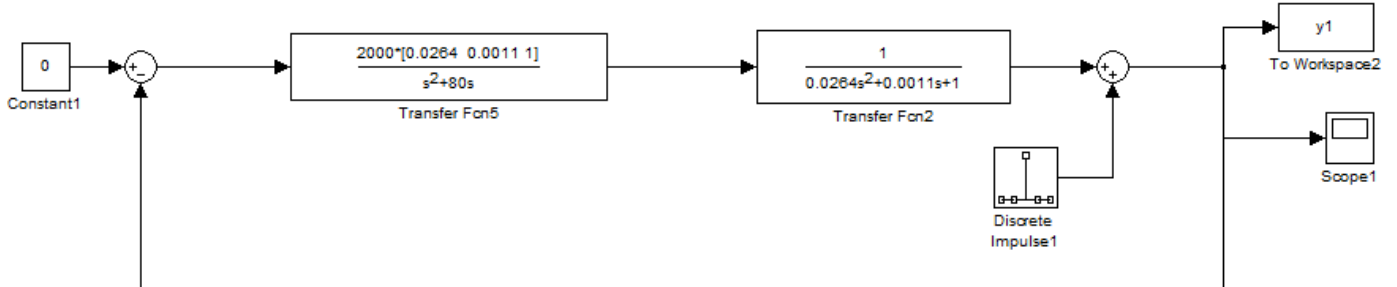 0
Constant1
+
−
2000*[0.0264 0.0011 1]
s²+80s
Transfer Fcn5
1
0.0264s²+0.0011s+1
Transfer Fcn2
+
+
Discrete
Impulse1
y1
To Workspace2
Scope1